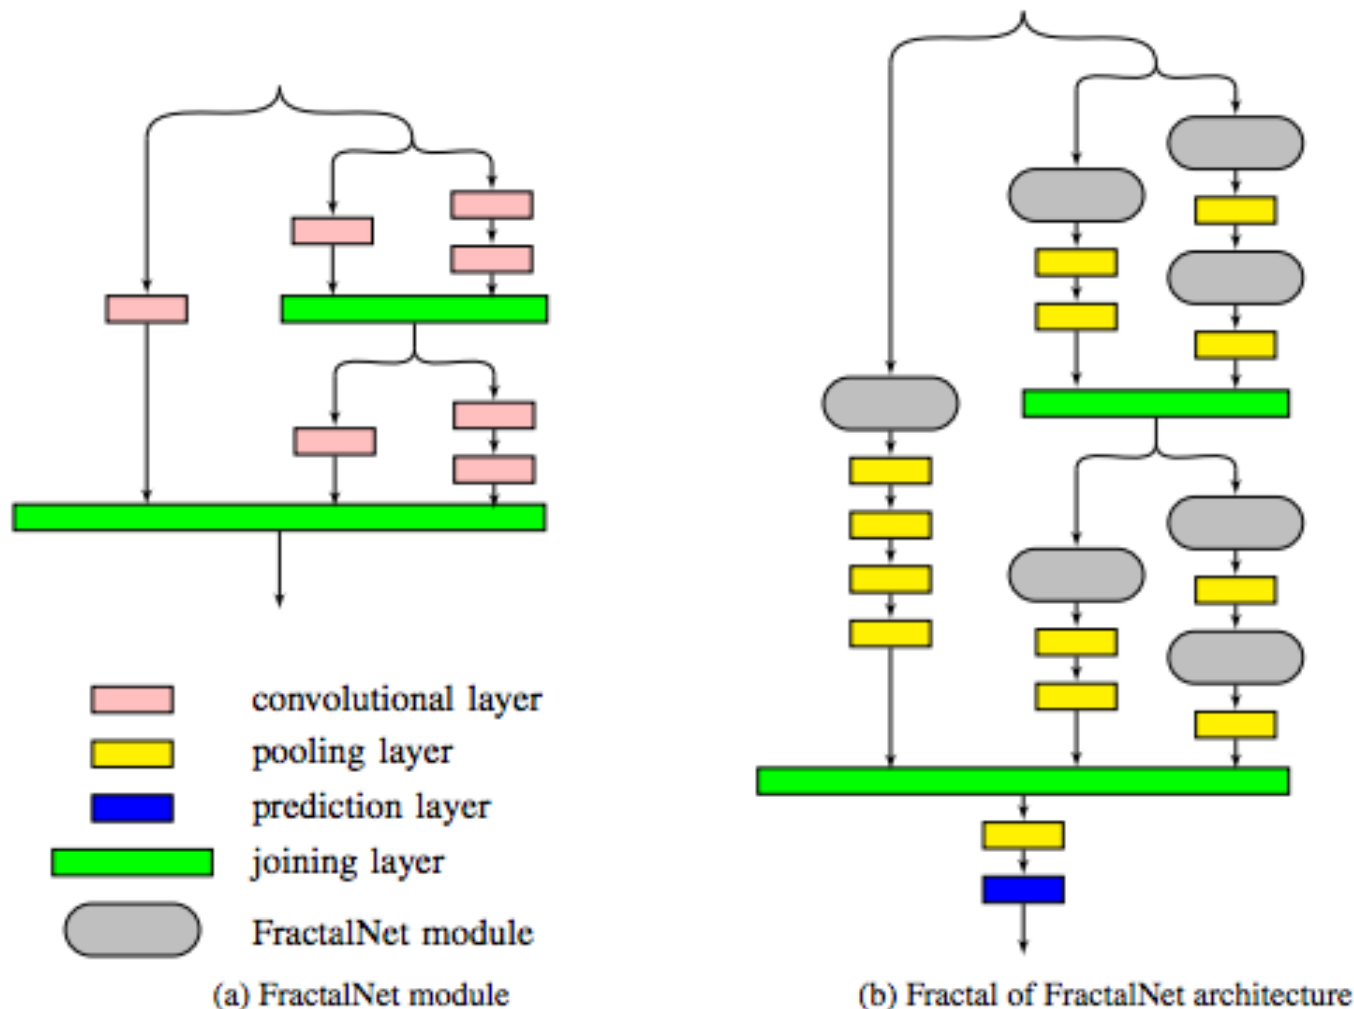 convolutional layer
pooling layer
prediction layer
joining layer
FractalNet module
(a) FractalNet module
(b) Fractal of FractalNet architecture